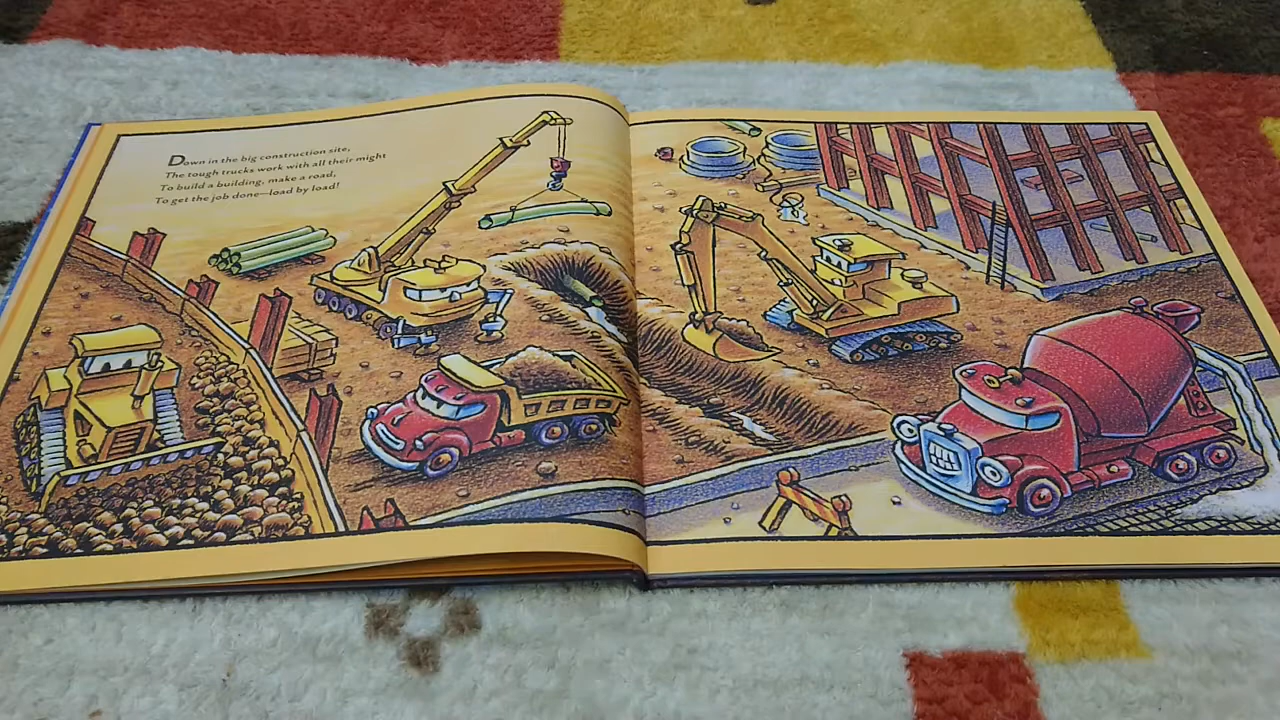 Down in the big construction site,
The tough trucks work with all their might
To build a building, make a road,
To get the job done—load by load!